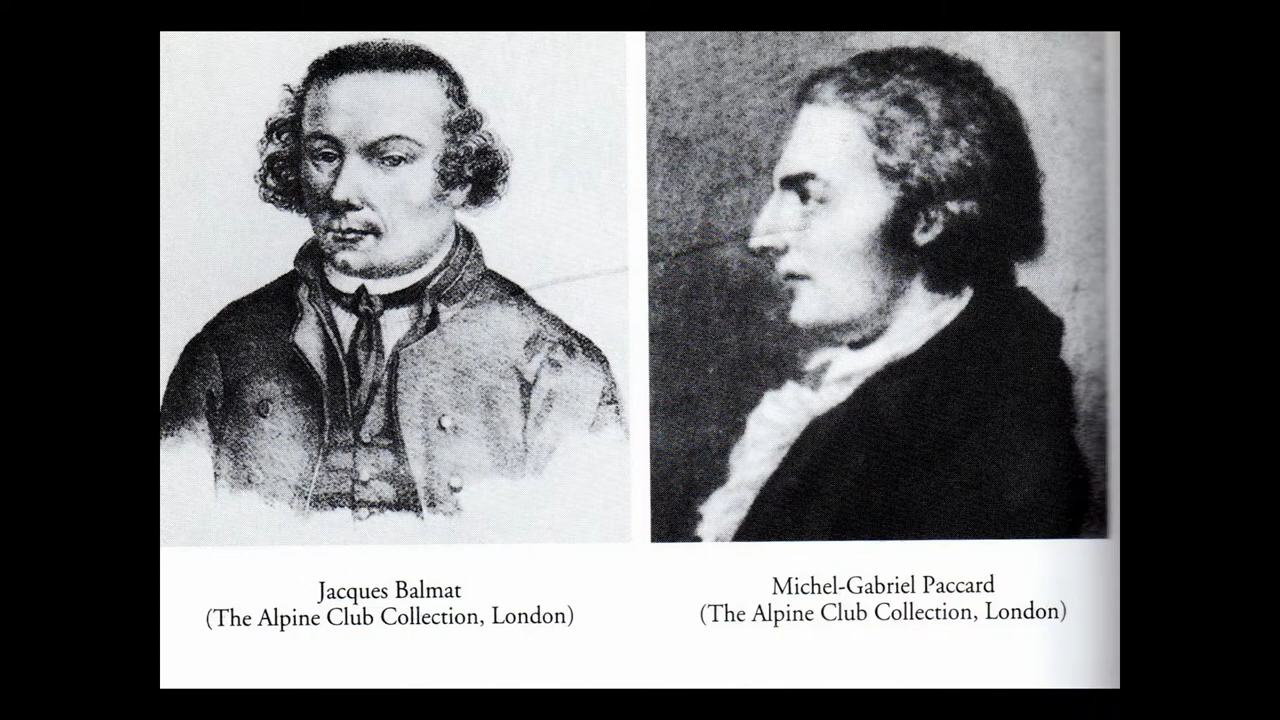 Jacques Balmat
(The Alpine Club Collection, London)
Michel-Gabriel Paccard
(The Alpine Club Collection, London)